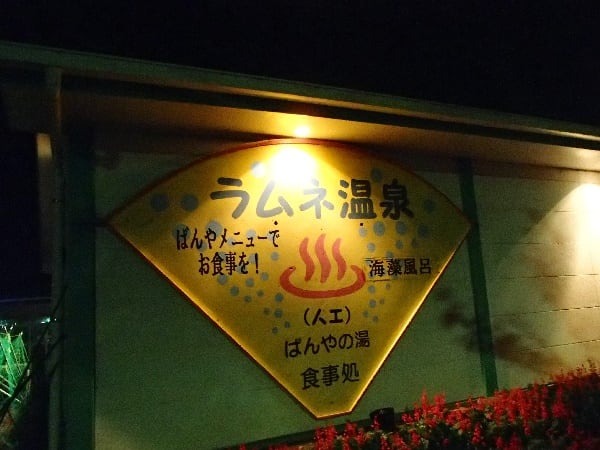 ラムネ温泉
ばんやメニューで
お食事を！
海藻風呂
（人工）
ばんやの湯
食事処